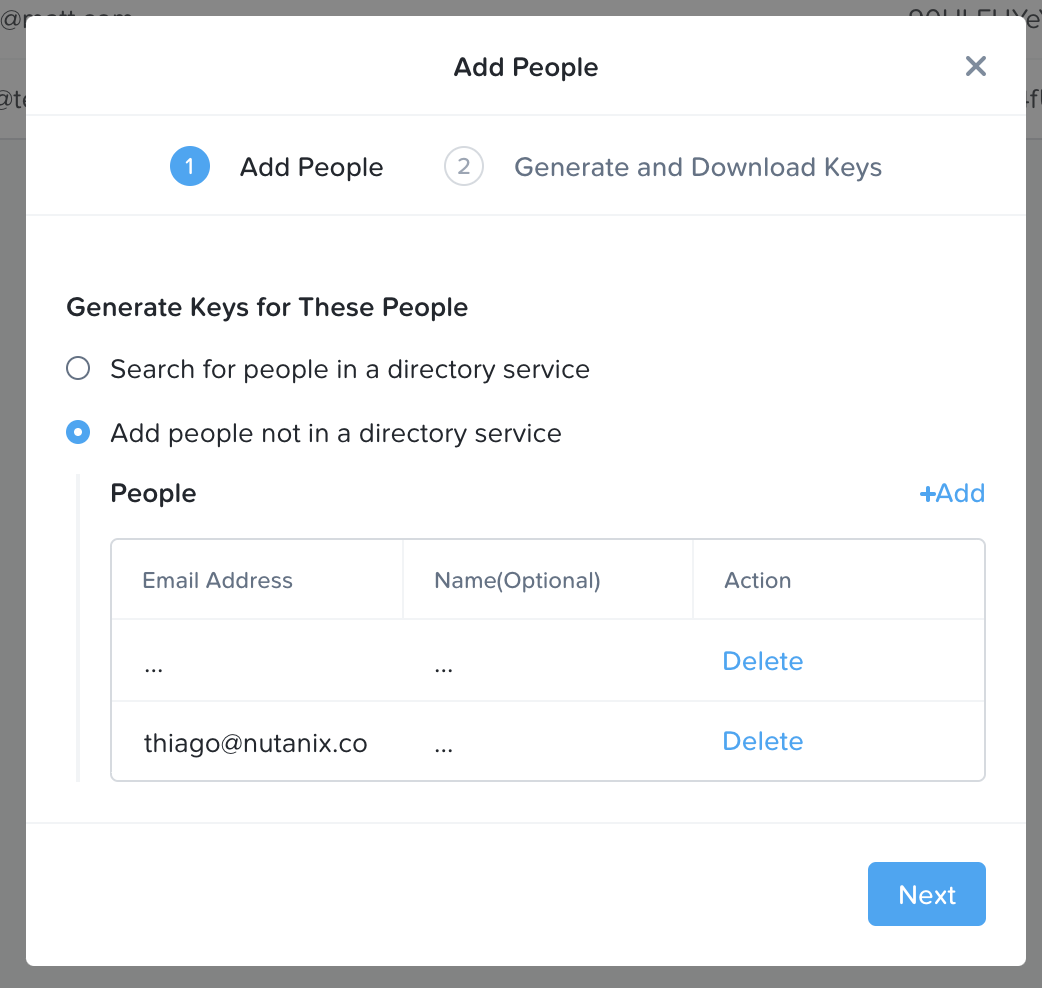 Add People
1 Add People 2 Generate and Download Keys
Generate Keys for These People
Search for people in a directory service
Add people not in a directory service
People +Add
Email Address Name(Optional) Action
... ... Delete
thiago@nutanix.co ... Delete
Next